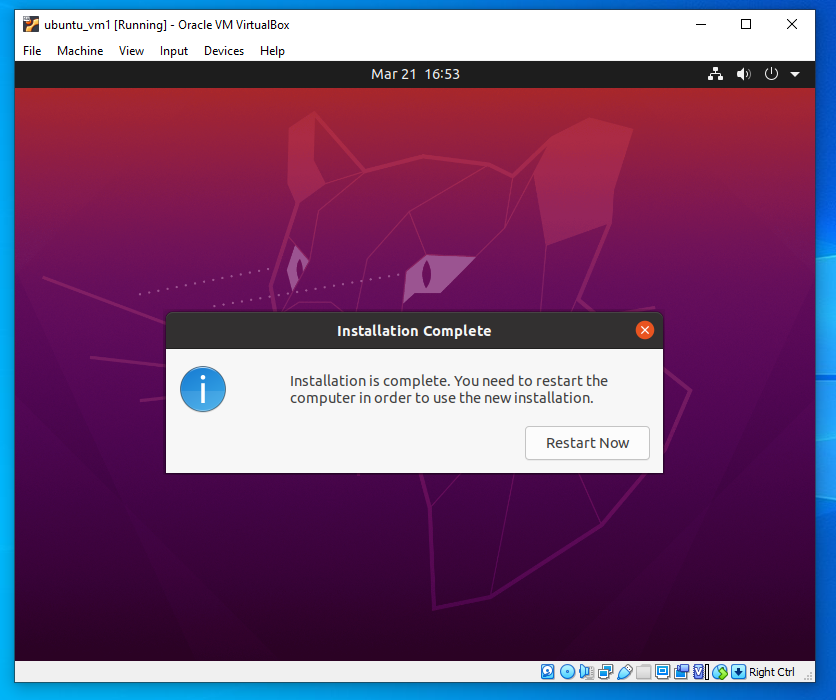 ubuntu_vm1 [Running] - Oracle VM VirtualBox
File Machine View Input Devices Help
Mar 21 16:53
Installation Complete
Installation is complete. You need to restart the
computer in order to use the new installation.
Restart Now
Right Ctrl